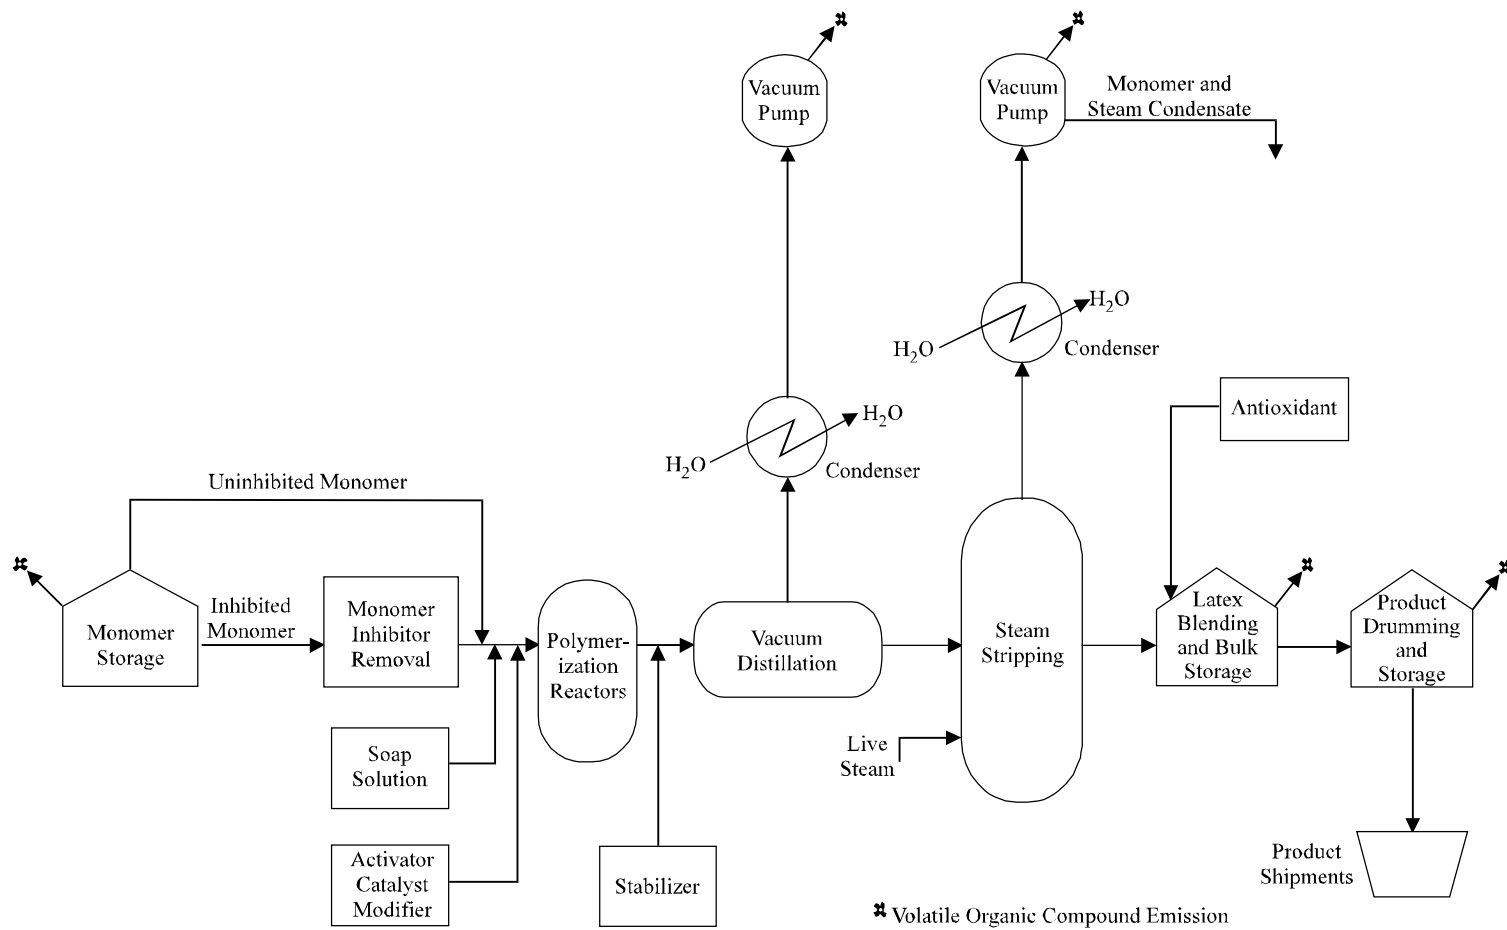 Vacuum
Pump
Vacuum
Pump
Monomer and
Steam Condensate
H₂O
H₂O
Condenser
H₂O
H₂O
Condenser
Antioxidant
Uninhibited Monomer
Monomer
Storage
Inhibited
Monomer
Monomer
Inhibitor
Removal
Polymer-
ization
Reactors
Vacuum
Distillation
Steam
Stripping
Latex
Blending
and Bulk
Storage
Product
Drumming
and
Storage
Soap
Solution
Live
Steam
Activator
Catalyst
Modifier
Stabilizer
Product
Shipments
Volatile Organic Compound Emission